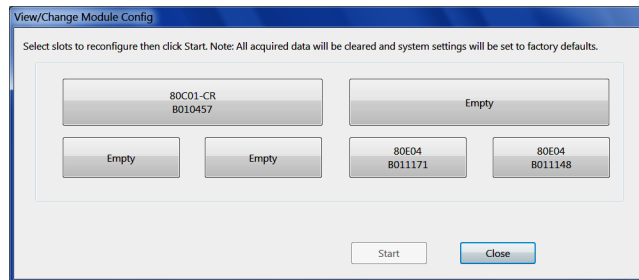 View/Change Module Config
Select slots to reconfigure then click Start. Note: All acquired data will be cleared and system settings will be set to factory defaults.
80C01-CR
B010457
Empty
Empty
Empty
80E04
B011171
80E04
B011148
Start
Close